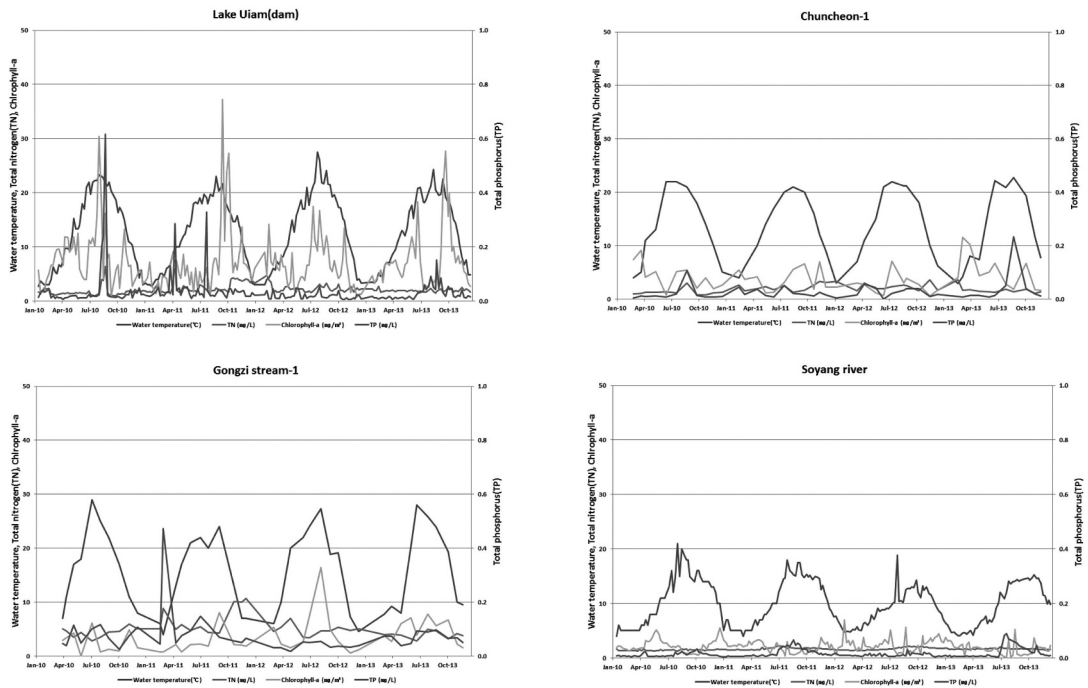 Lake Uiam(dam)
Water temperature, Total nitrogen(TN), Chlrophyll-a
50
40
30
20
10
0
1.0
0.8
0.6
0.4
0.2
0.0
Total phosphorus(TP)
Jan-10 Apr-10 Jul-10 Oct-10 Jan-11 Apr-11 Jul-11 Oct-11 Jan-12 Apr-12 Jul-12 Oct-12 Jan-13 Apr-13 Jul-13 Oct-13
Water temperature(℃) TN (㎎/L) Chlorophyll-a (㎎/m³) TP (㎎/L)
Chuncheon-1
Water temperature, Total nitrogen(TN), Chlrophyll-a
50
40
30
20
10
0
1.0
0.8
0.6
0.4
0.2
0.0
Total phosphorus(TP)
Jan-10 Apr-10 Jul-10 Oct-10 Jan-11 Apr-11 Jul-11 Oct-11 Jan-12 Apr-12 Jul-12 Oct-12 Jan-13 Apr-13 Jul-13 Oct-13
Water temperature(℃) TN (㎎/L) Chlorophyll-a (㎎/m³) TP (㎎/L)
Gongzi stream-1
Water temperature, Total nitrogen(TN), Chlrophyll-a
50
40
30
20
10
0
1.0
0.8
0.6
0.4
0.2
0.0
Total phosphorus(TP)
Jan-10 Apr-10 Jul-10 Oct-10 Jan-11 Apr-11 Jul-11 Oct-11 Jan-12 Apr-12 Jul-12 Oct-12 Jan-13 Apr-13 Jul-13 Oct-13
Water temperature(℃) TN (㎎/L) Chlorophyll-a (㎎/m³) TP (㎎/L)
Soyang river
Water temperature, Total nitrogen(TN), Chlrophyll-a
50
40
30
20
10
0
1.0
0.8
0.6
0.4
0.2
0.0
Total phosphorus(TP)
Jan-10 Apr-10 Jul-10 Oct-10 Jan-11 Apr-11 Jul-11 Oct-11 Jan-12 Apr-12 Jul-12 Oct-12 Jan-13 Apr-13 Jul-13 Oct-13
Water temperature(℃) TN (㎎/L) Chlorophyll-a (㎎/m³) TP (㎎/L)